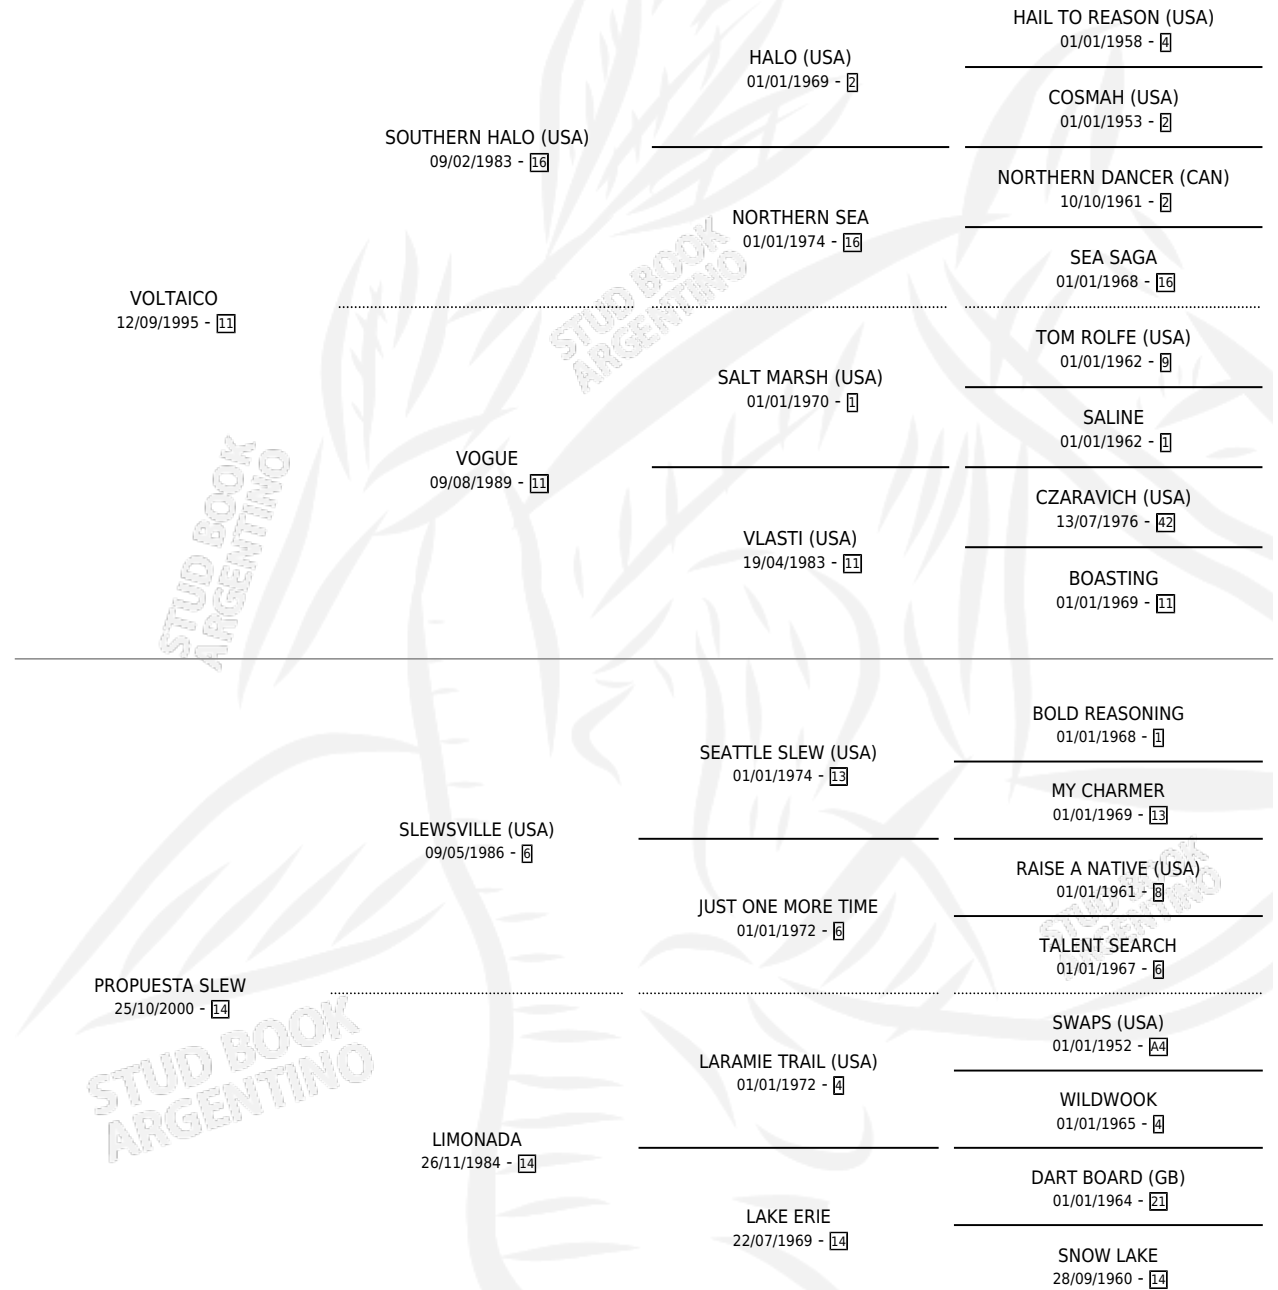 HAIL TO REASON (USA)
01/01/1958 - 4
HALO (USA)
01/01/1969 - 2
COSMAH (USA)
01/01/1953 - 2
SOUTHERN HALO (USA)
09/02/1983 - 16
NORTHERN DANCER (CAN)
10/10/1961 - 2
NORTHERN SEA
01/01/1974 - 16
SEA SAGA
01/01/1968 - 16
VOLTAICO
12/09/1995 - 11
TOM ROLFE (USA)
01/01/1962 - 9
SALT MARSH (USA)
01/01/1970 - 1
SALINE
01/01/1962 - 1
VOGUE
09/08/1989 - 11
CZARAVICH (USA)
13/07/1976 - 42
VLASTI (USA)
19/04/1983 - 11
BOASTING
01/01/1969 - 11
STUD BOOK
ARGENTINO
STUD BOOK
ARGENTINO
BOLD REASONING
01/01/1968 - 1
SEATTLE SLEW (USA)
01/01/1974 - 13
MY CHARMER
01/01/1969 - 13
SLEWSVILLE (USA)
09/05/1986 - 6
RAISE A NATIVE (USA)
01/01/1961 - 8
JUST ONE MORE TIME
01/01/1972 - 6
TALENT SEARCH
01/01/1967 - 6
STUD BOOK
ARGENTINO
PROPUESTA SLEW
25/10/2000 - 14
SWAPS (USA)
01/01/1952 - A4
LARAMIE TRAIL (USA)
01/01/1972 - 4
WILDWOOK
01/01/1965 - 4
STUD BOOK
ARGENTINO
LIMONADA
26/11/1984 - 14
DART BOARD (GB)
01/01/1964 - 21
LAKE ERIE
22/07/1969 - 14
SNOW LAKE
28/09/1960 - 14